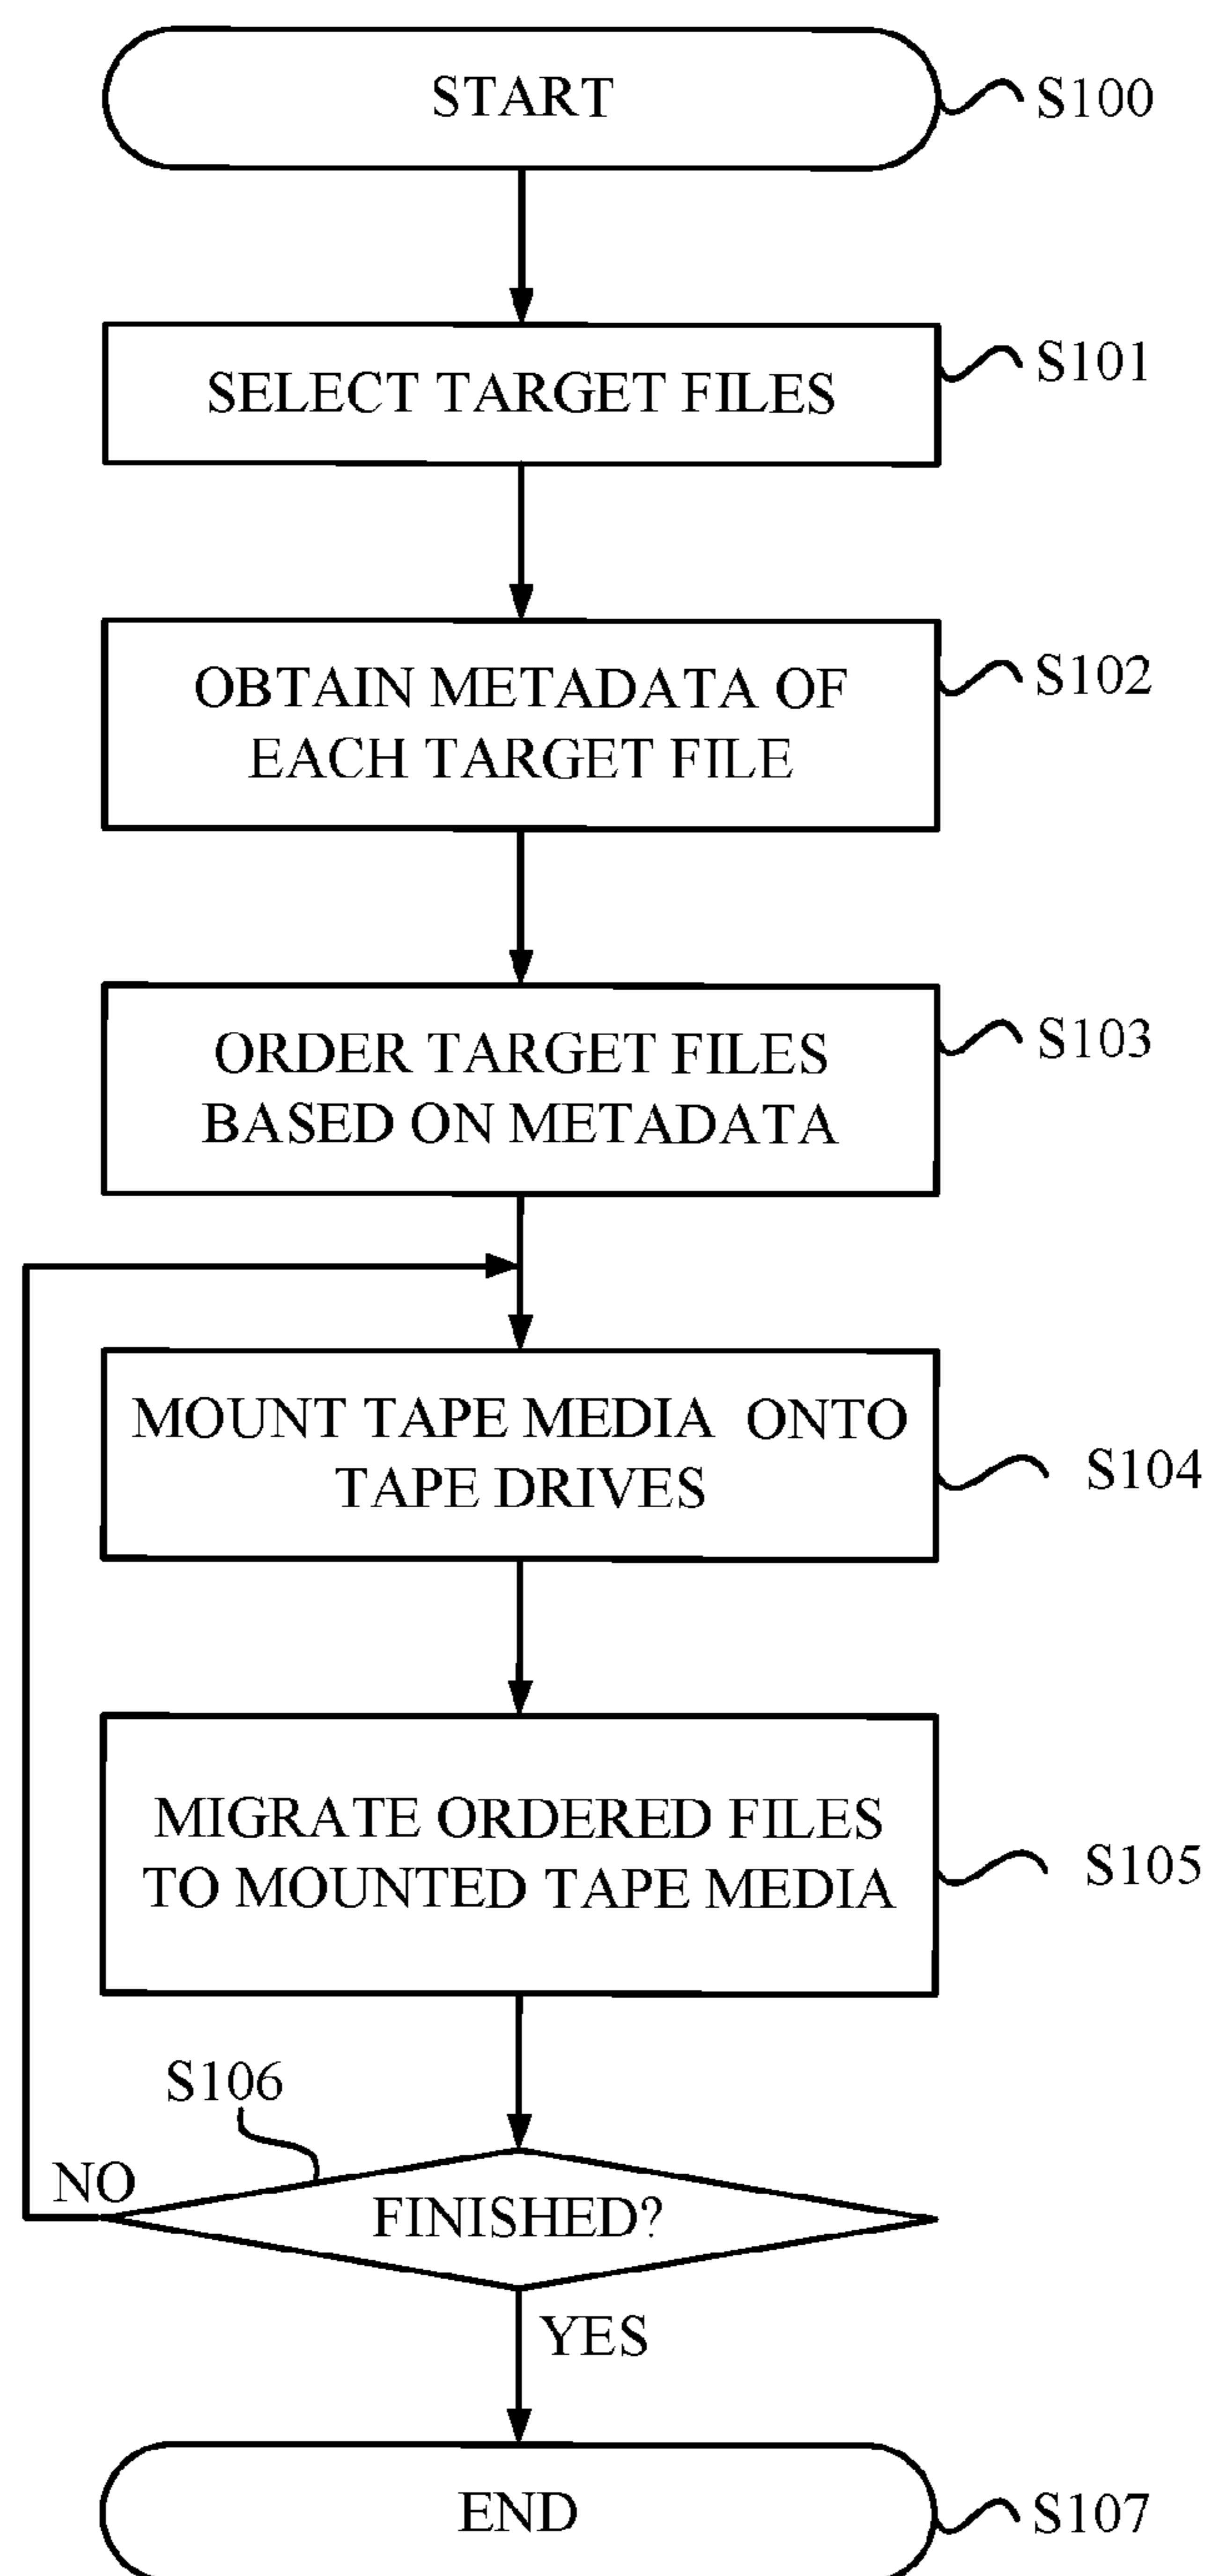 START
S100
SELECT TARGET FILES
S101
OBTAIN METADATA OF
EACH TARGET FILE
S102
ORDER TARGET FILES
BASED ON METADATA
S103
MOUNT TAPE MEDIA ONTO
TAPE DRIVES
S104
MIGRATE ORDERED FILES
TO MOUNTED TAPE MEDIA
S105
S106
NO
FINISHED?
YES
END
S107